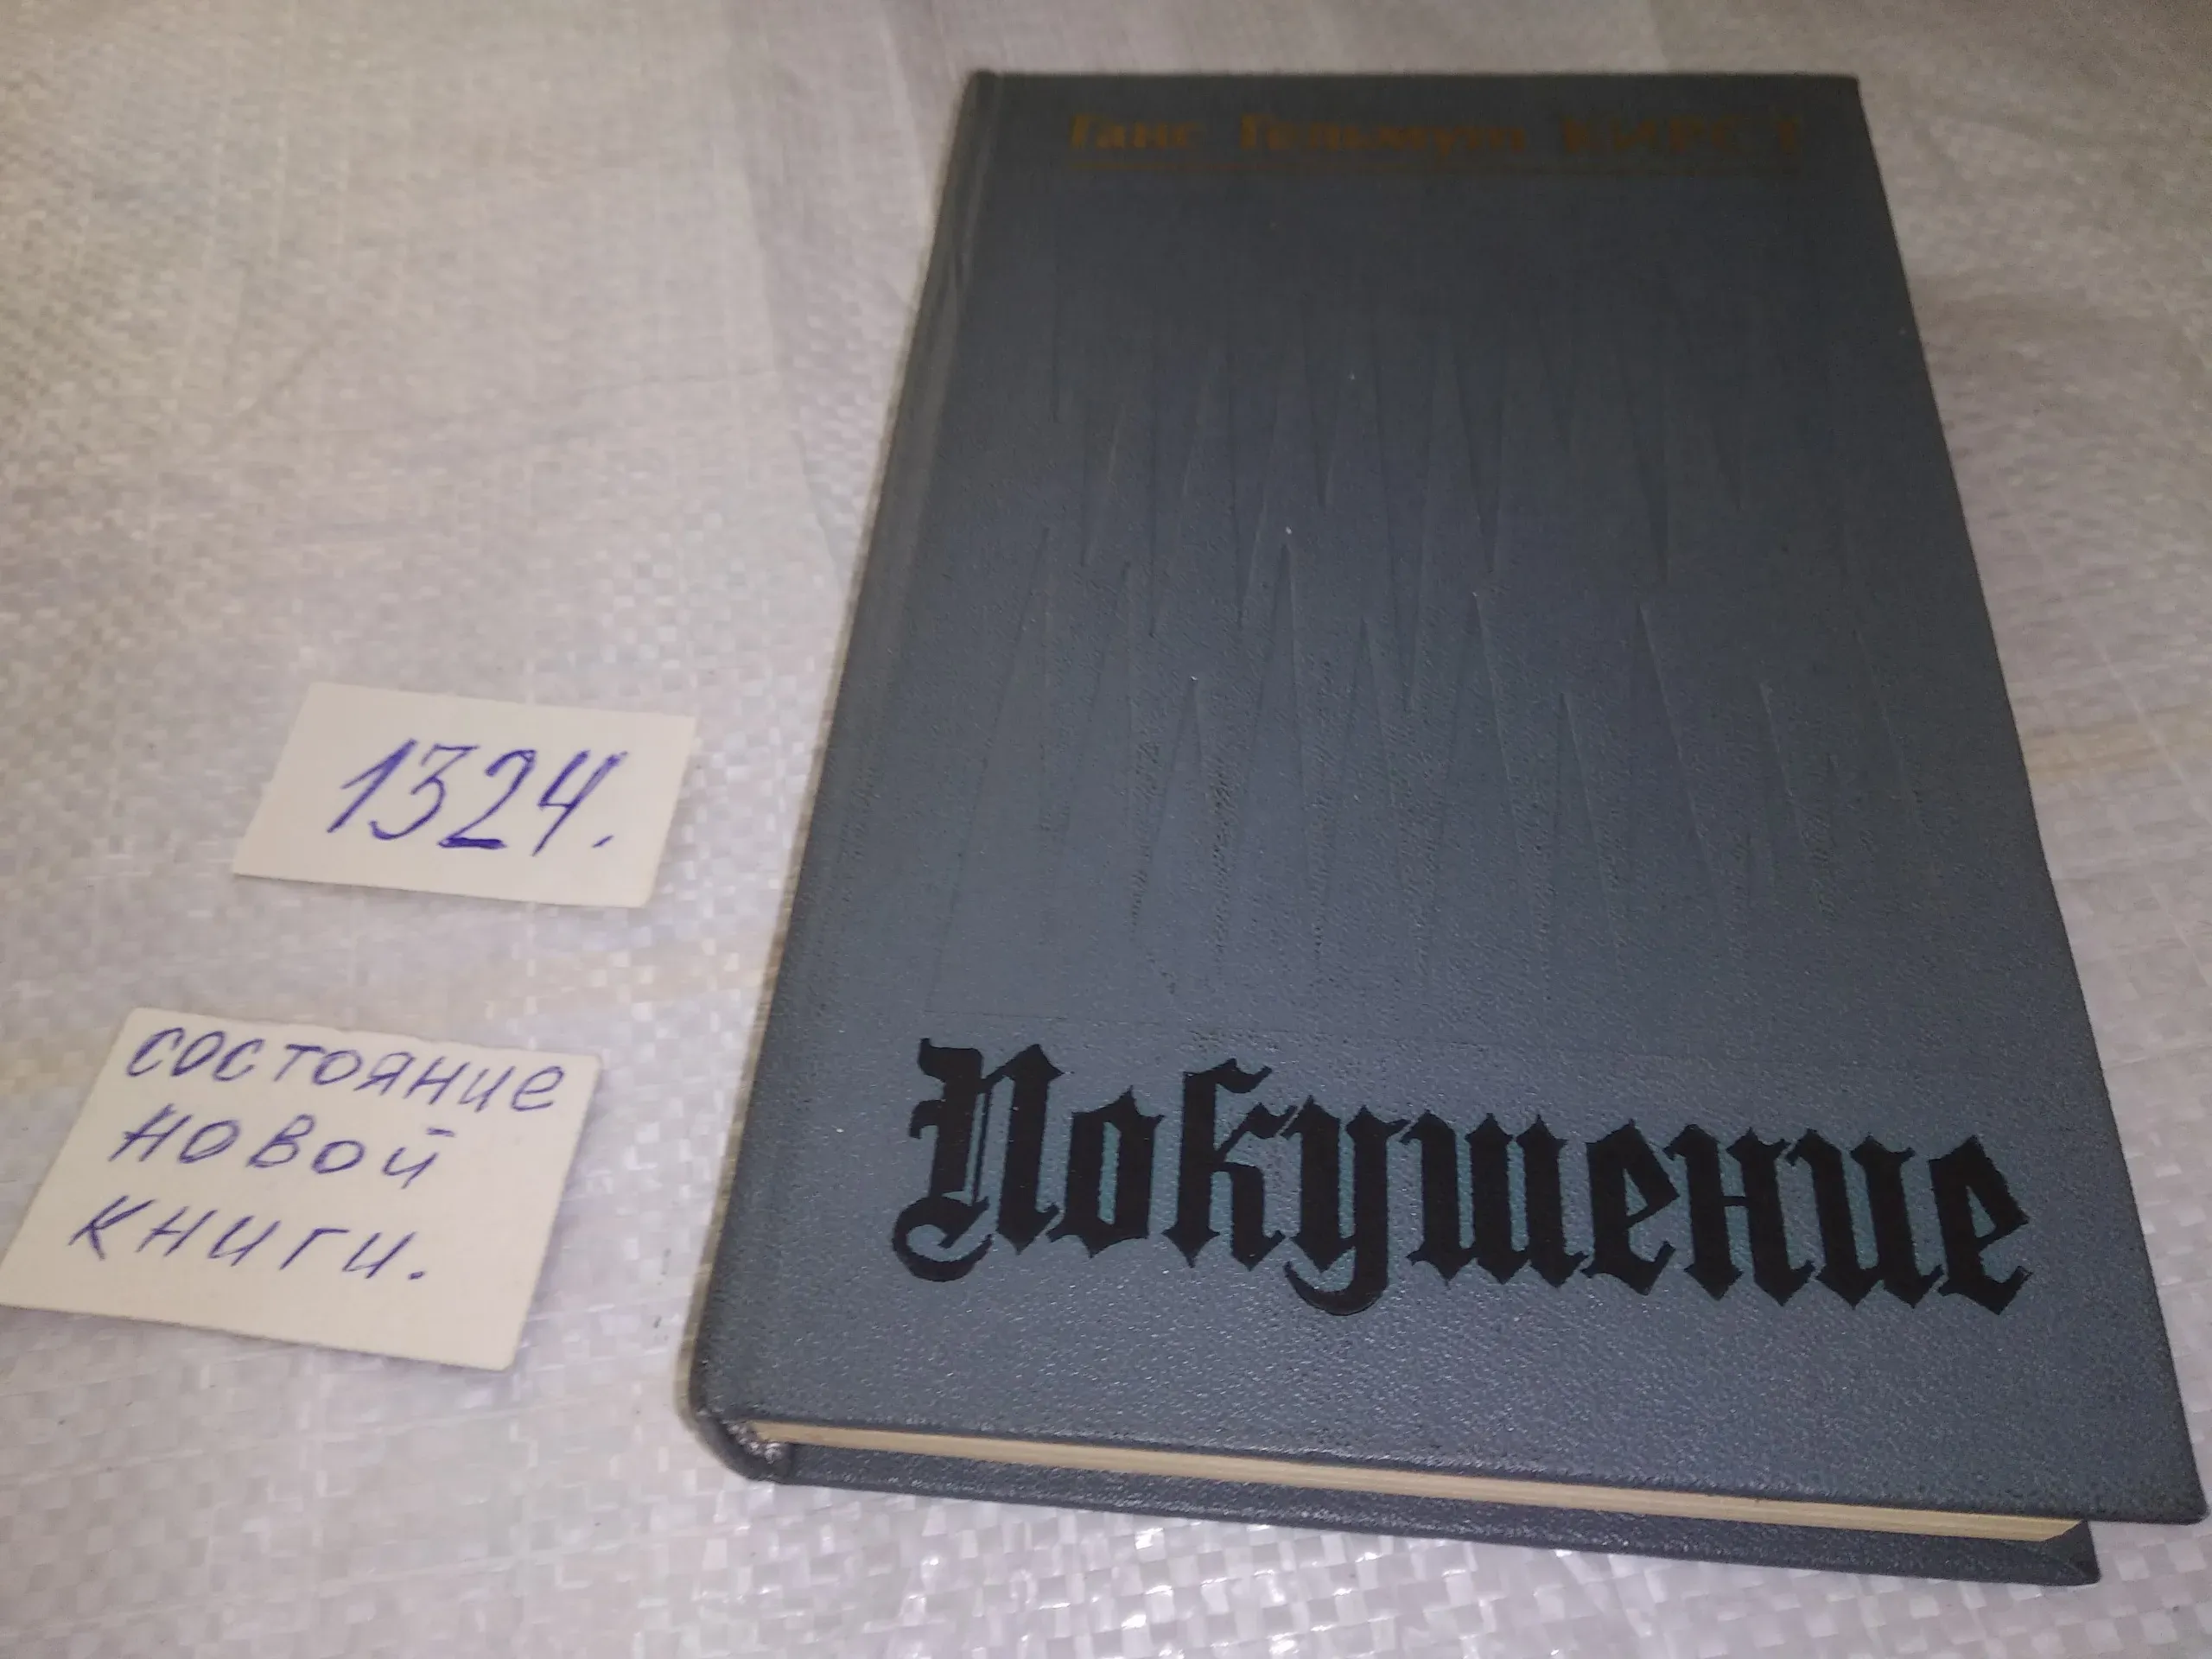 Ганс Гельмут КИРСТ
1324.
состояние
новой
книги.
Покушение